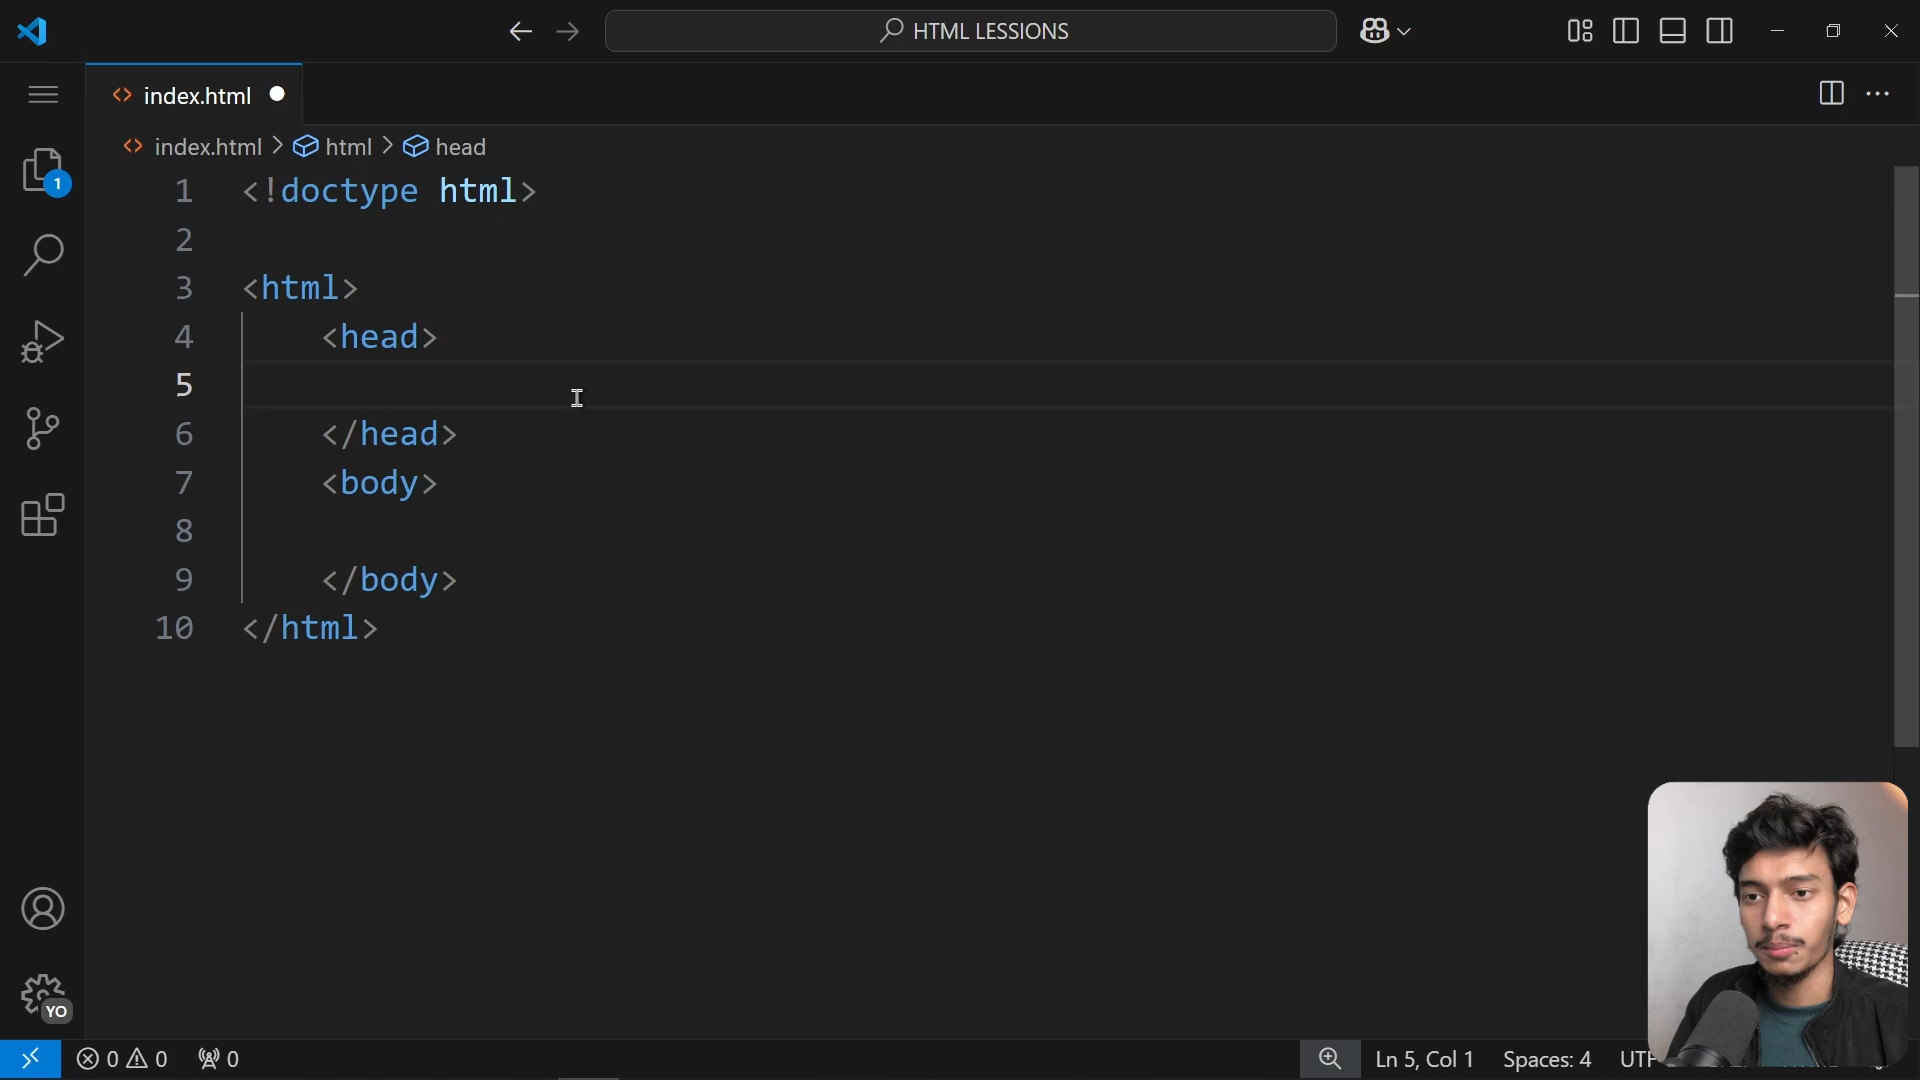 HTML LESSIONS
index.html
index.html > html > head
1 <!doctype html>
2
3 <html>
4 <head>
5
6 </head>
7 <body>
8
9 </body>
10 </html>
1
YO
0 0 0
Ln 5, Col 1 Spaces: 4